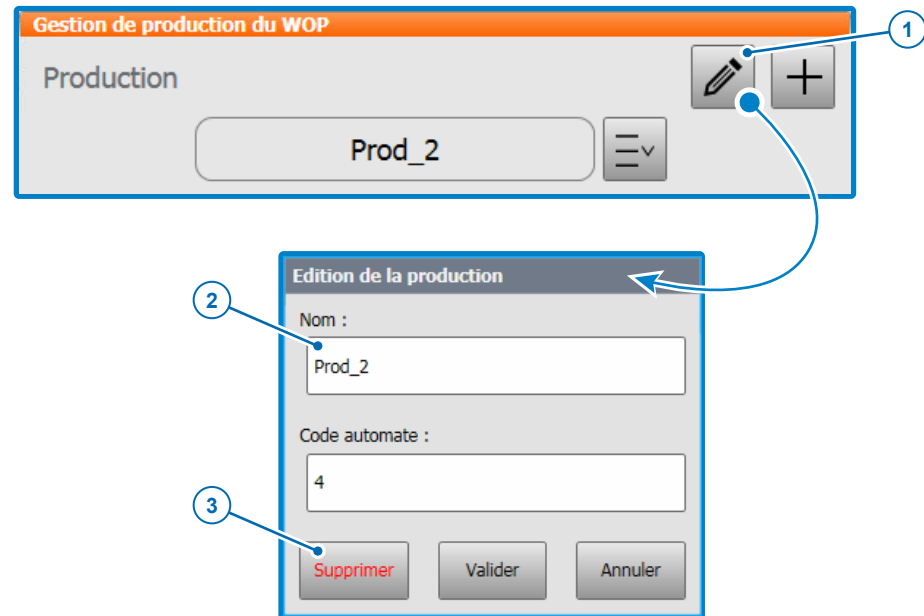 Gestion de production du WOP
1
Production
Prod_2
Edition de la production
2
Nom :
Prod_2
Code automate :
4
3
Supprimer Valider Annuler